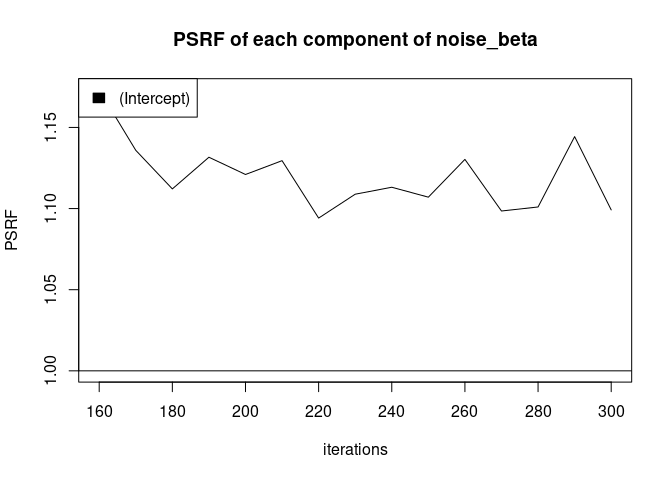 PSRF of each component of noise_beta
(Intercept)
PSRF
1.15
1.10
1.05
1.00
160 180 200 220 240 260 280 300
iterations